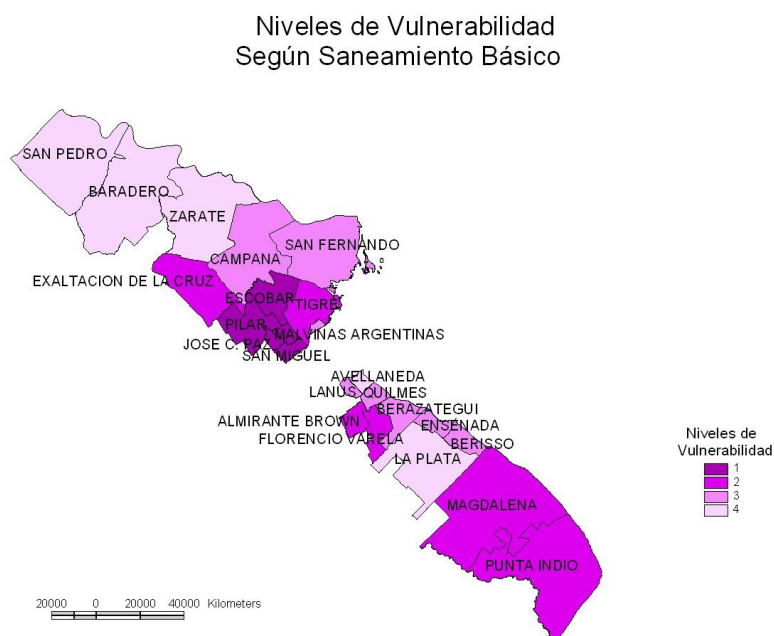 Niveles de Vulnerabilidad
Según Saneamiento Básico
SAN PEDRO
BARADERO
ZARATE
SAN FERNANDO
CAMPANA
EXALTACION DE LA CRUZ
ESCOBAR
TIGRE
PILAR
MALVINAS ARGENTINAS
JOSE C. PAZ
SAN MIGUEL
AVELLANEDA
LANUS QUILMES
BERAZATEGUI
ALMIRANTE BROWN
ENSENADA
FLORENCIO VARELA
BERISSO
LA PLATA
MAGDALENA
PUNTA INDIO
Niveles de
Vulnerabilidad
1
2
3
4
20000 0 20000 40000 Kilometers